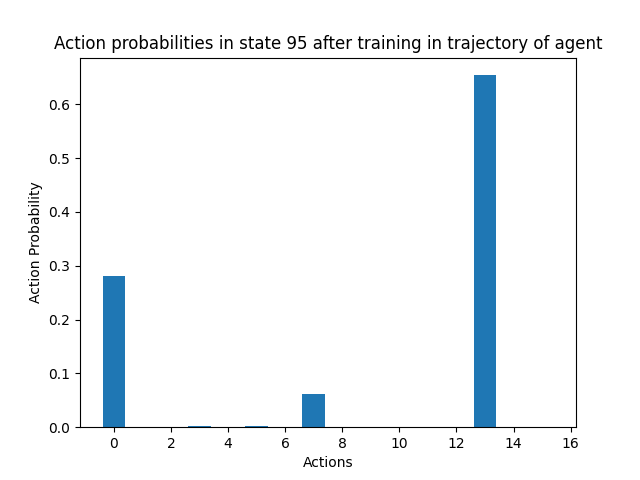 Action probabilities in state 95 after training in trajectory of agent
0.6
0.5
0.4
0.3
0.2
0.1
0.0
Action Probability
0 2 4 6 8 10 12 14 16
Actions